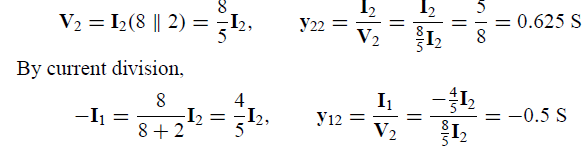 V₂ = I₂(8 ∥ 2) = 8/5 I₂, y₂₂ = I₂/V₂ = I₂/(8/5 I₂) = 5/8 = 0.625 S
By current division,
−I₁ = 8/(8 + 2) I₂ = 4/5 I₂, y₁₂ = I₁/V₂ = (−4/5 I₂)/(8/5 I₂) = −0.5 S